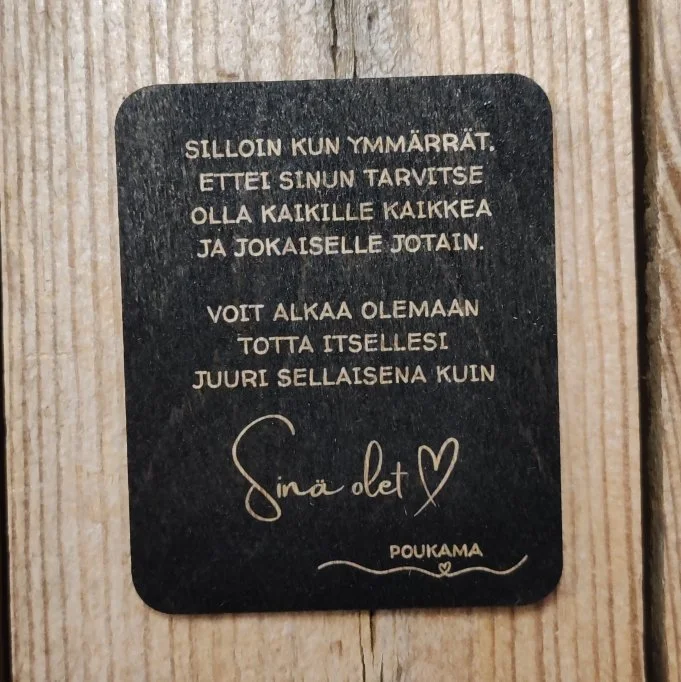 SILLOIN KUN YMMÄRRÄT,
ETTEI SINUN TARVITSE
OLLA KAIKILLE KAIKKEA
JA JOKAISELLE JOTAIN.
VOIT ALKAA OLEMAAN
TOTTA ITSELLESI
JUURI SELLAISENA KUIN
Sinä olet
POUKAMA